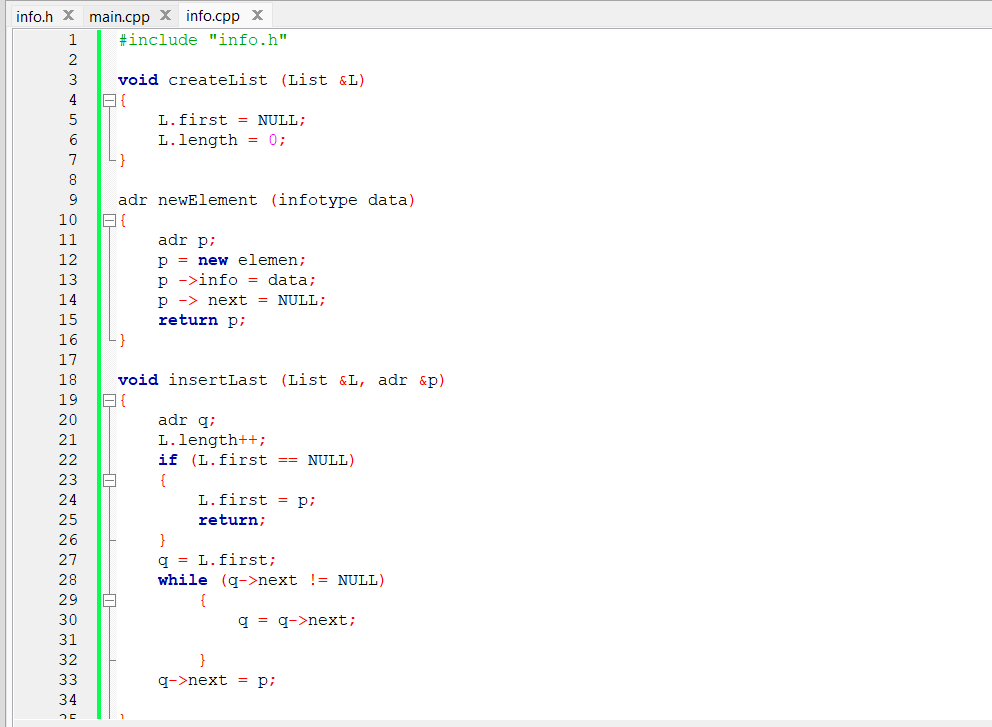 info.h X main.cpp X info.cpp X
1 #include "info.h"
2
3 void createList (List &L)
4 {
5 L.first = NULL;
6 L.length = 0;
7 }
8
9 adr newElement (infotype data)
10 {
11 adr p;
12 p = new elemen;
13 p ->info = data;
14 p -> next = NULL;
15 return p;
16 }
17
18 void insertLast (List &L, adr &p)
19 {
20 adr q;
21 L.length++;
22 if (L.first == NULL)
23 {
24 L.first = p;
25 return;
26 }
27 q = L.first;
28 while (q->next != NULL)
29 {
30 q = q->next;
31
32 }
33 q->next = p;
34
35 }